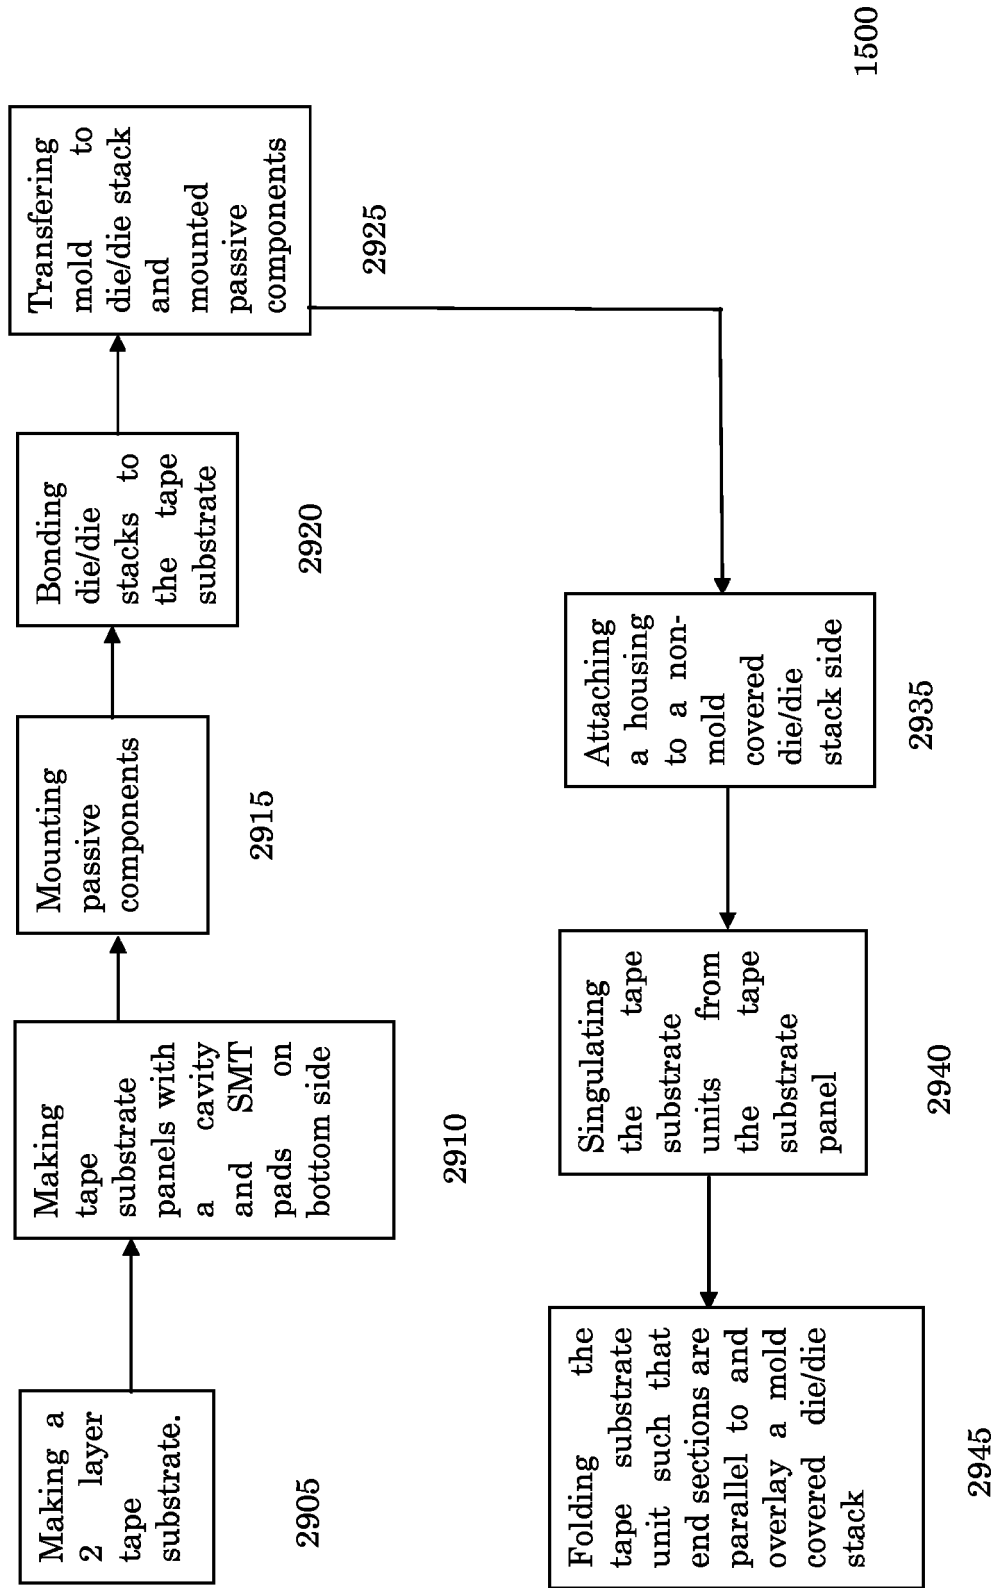 Making a
2 layer
tape
substrate.
2905
Making
tape
substrate
panels with
a cavity
and SMT
pads on
bottom side
2910
Mounting
passive
components
2915
Bonding
die/die
stacks to
the tape
substrate
2920
Transfering
mold to
die/die stack
and
mounted
passive
components
2925
Attaching
a housing
to a non-
mold
covered
die/die
stack side
2935
Singulating
the tape
substrate
units from
the tape
substrate
panel
2940
Folding the
tape substrate
unit such that
end sections are
parallel to and
overlay a mold
covered die/die
stack
2945
1500